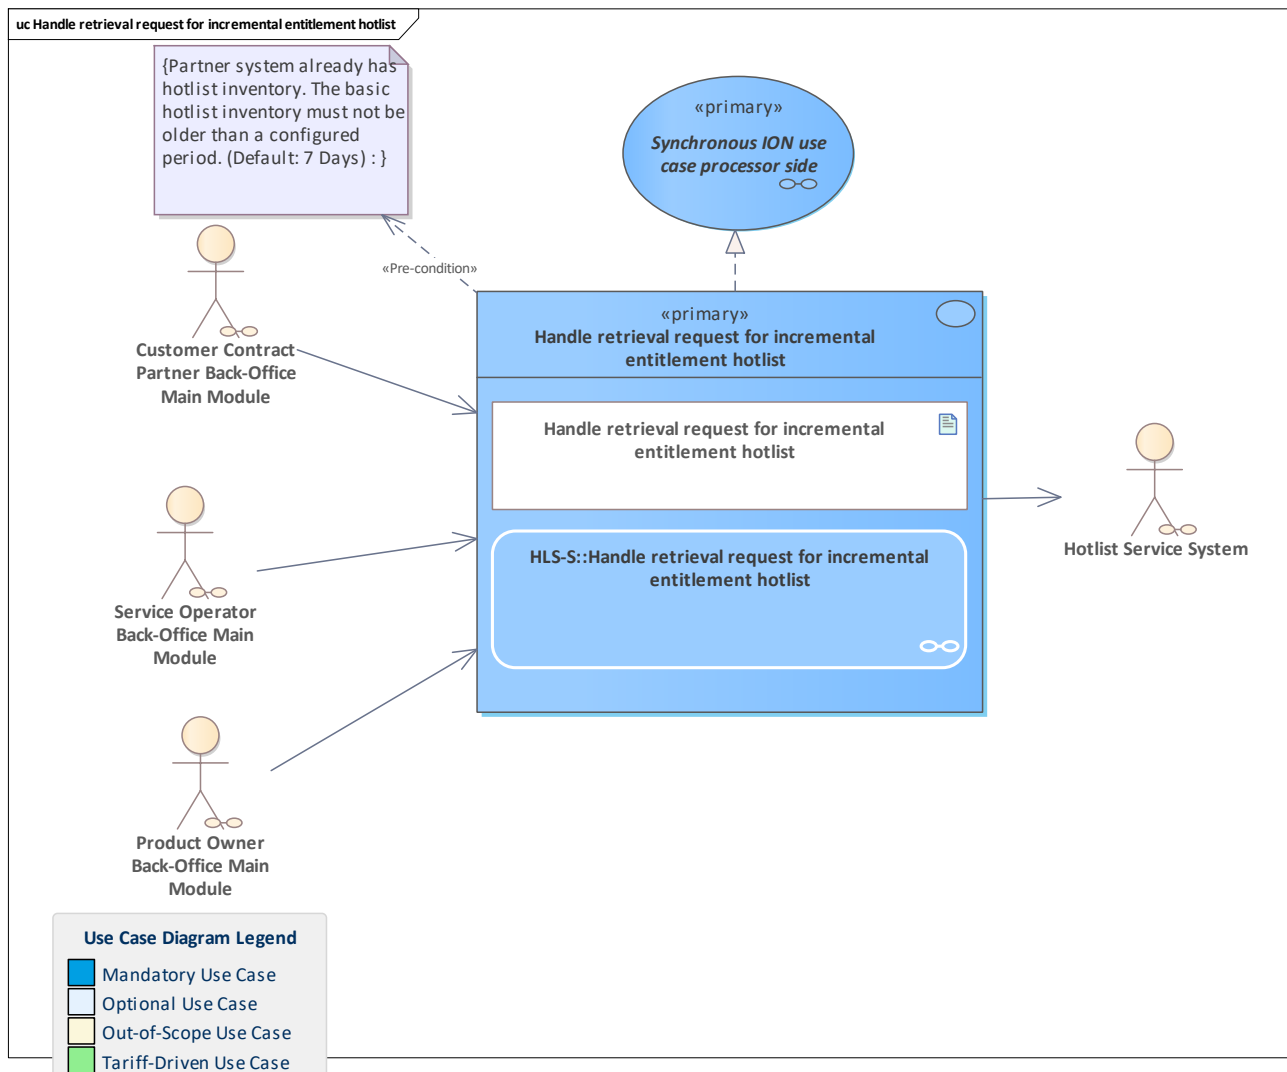 uc Handle retrieval request for incremental entitlement hotlist
{Partner system already has
hotlist inventory. The basic
hotlist inventory must not be
older than a configured
period. (Default: 7 Days) : }
«primary»
Synchronous ION use
case processor side
«Pre-condition»
«primary»
Handle retrieval request for incremental
entitlement hotlist
Customer Contract
Partner Back-Office
Main Module
Handle retrieval request for incremental
entitlement hotlist
HLS-S::Handle retrieval request for incremental
entitlement hotlist
Hotlist Service System
Service Operator
Back-Office Main
Module
Product Owner
Back-Office Main
Module
Use Case Diagram Legend
Mandatory Use Case
Optional Use Case
Out-of-Scope Use Case
Tariff-Driven Use Case